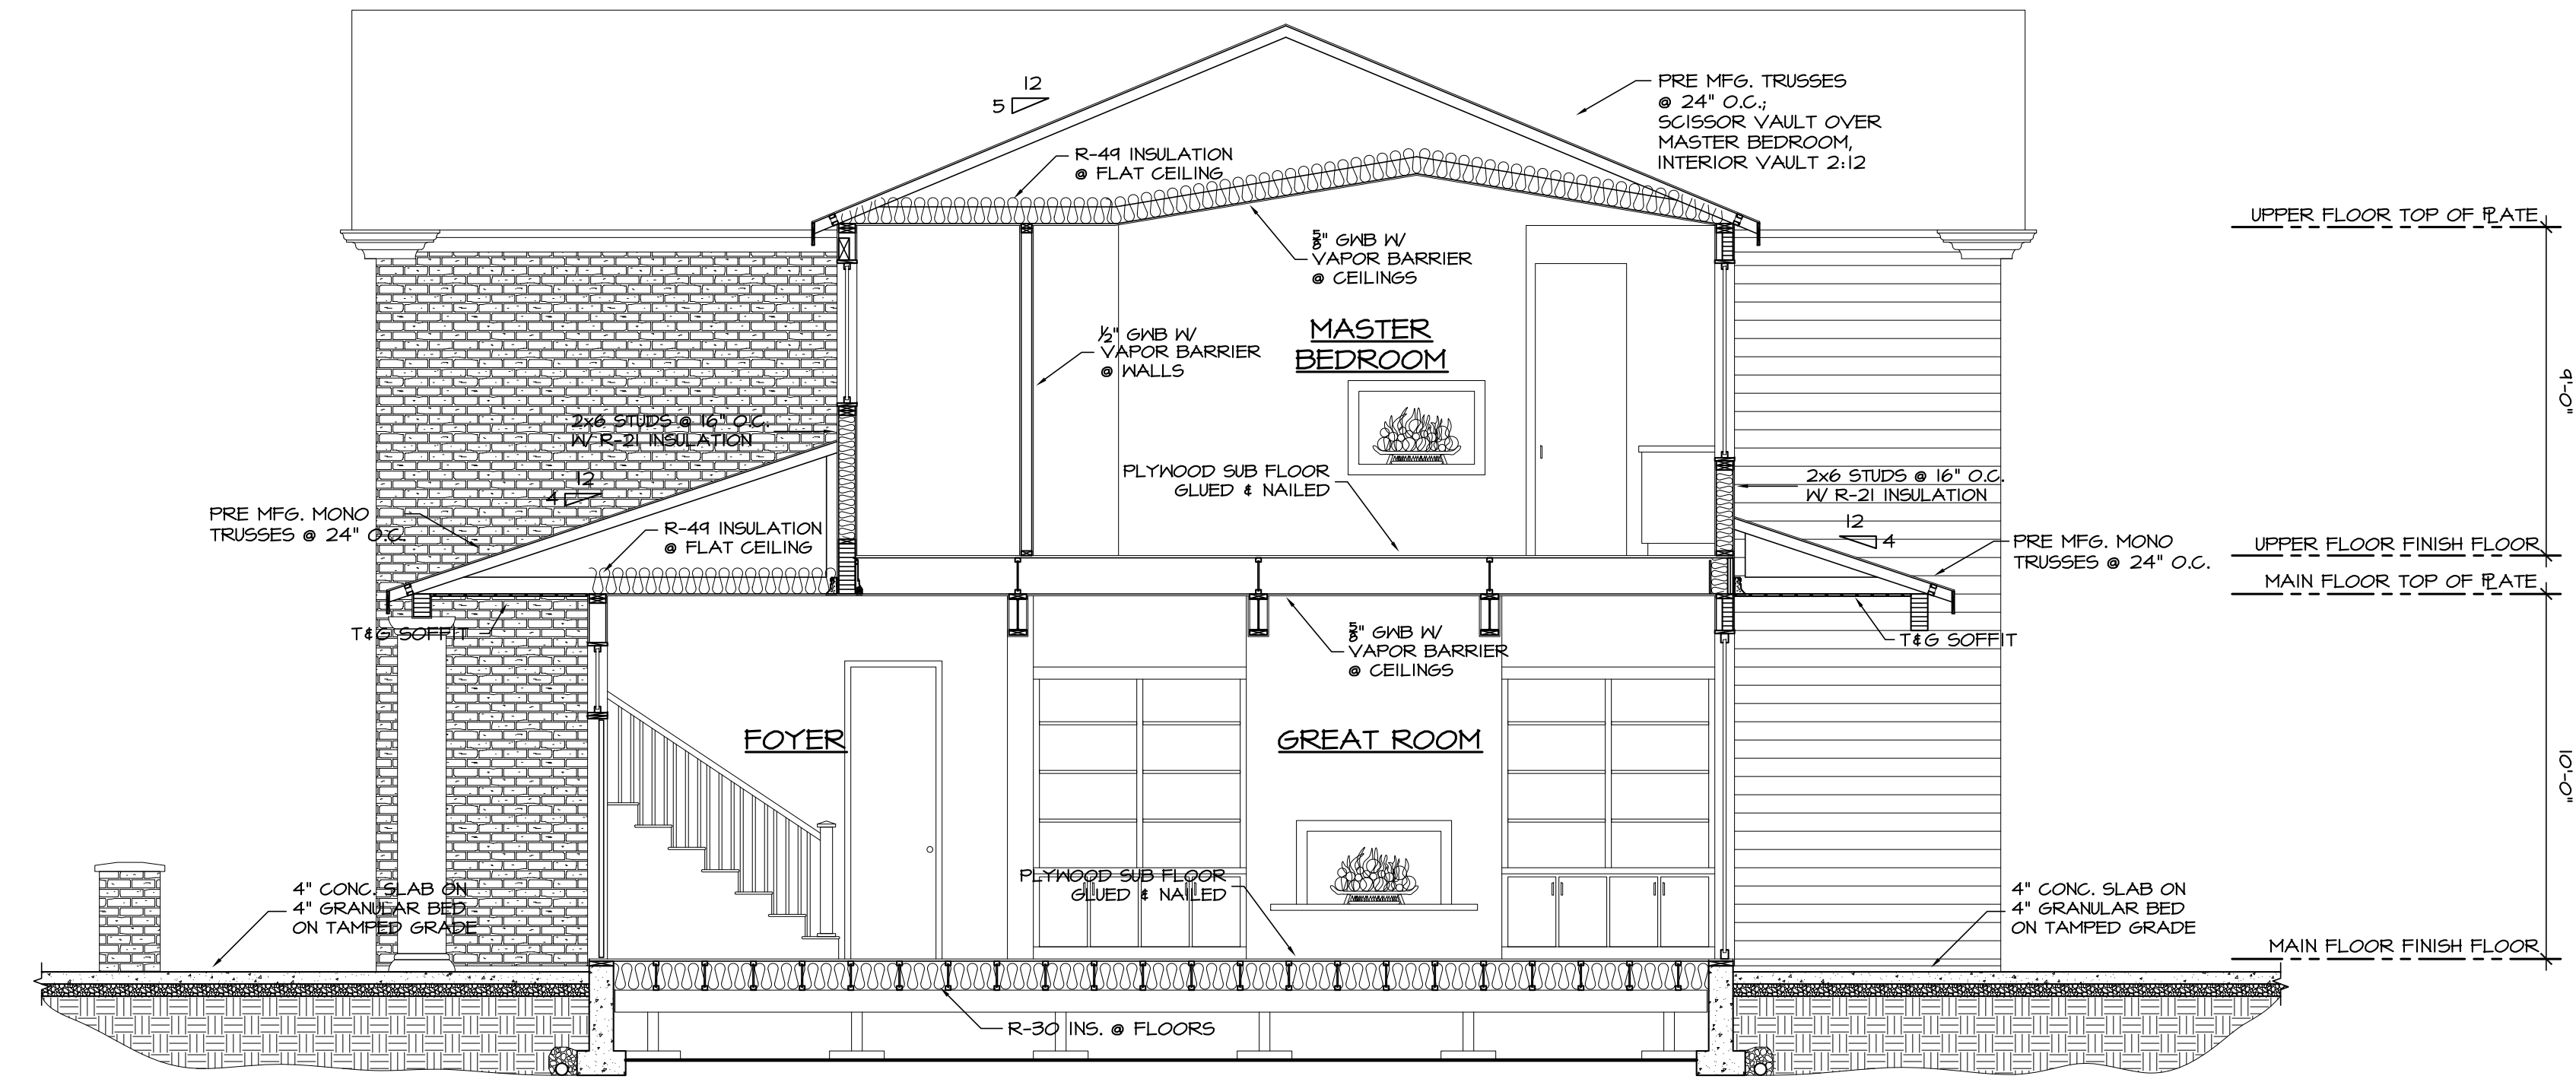 12
5
PRE MFG. TRUSSES
@ 24" O.C.;
SCISSOR VAULT OVER
MASTER BEDROOM,
INTERIOR VAULT 2:12
R-49 INSULATION
@ FLAT CEILING
UPPER FLOOR TOP OF PLATE
5/8" GWB W/
VAPOR BARRIER
@ CEILINGS
MASTER
BEDROOM
1/2" GWB W/
VAPOR BARRIER
@ WALLS
9'-0"
2x6 STUDS @ 16" O.C.
W/ R-21 INSULATION
PLYWOOD SUB FLOOR
GLUED & NAILED
2x6 STUDS @ 16" O.C.
W/ R-21 INSULATION
12
4
PRE MFG. MONO
TRUSSES @ 24" O.C.
R-49 INSULATION
@ FLAT CEILING
12
4
PRE MFG. MONO
TRUSSES @ 24" O.C.
UPPER FLOOR FINISH FLOOR
MAIN FLOOR TOP OF PLATE
T&G SOFFIT
5/8" GWB W/
VAPOR BARRIER
@ CEILINGS
T&G SOFFIT
FOYER
GREAT ROOM
10'-0"
PLYWOOD SUB FLOOR
GLUED & NAILED
4" CONC. SLAB ON
4" GRANULAR BED
ON TAMPED GRADE
4" CONC. SLAB ON
4" GRANULAR BED
ON TAMPED GRADE
MAIN FLOOR FINISH FLOOR
R-30 INS. @ FLOORS